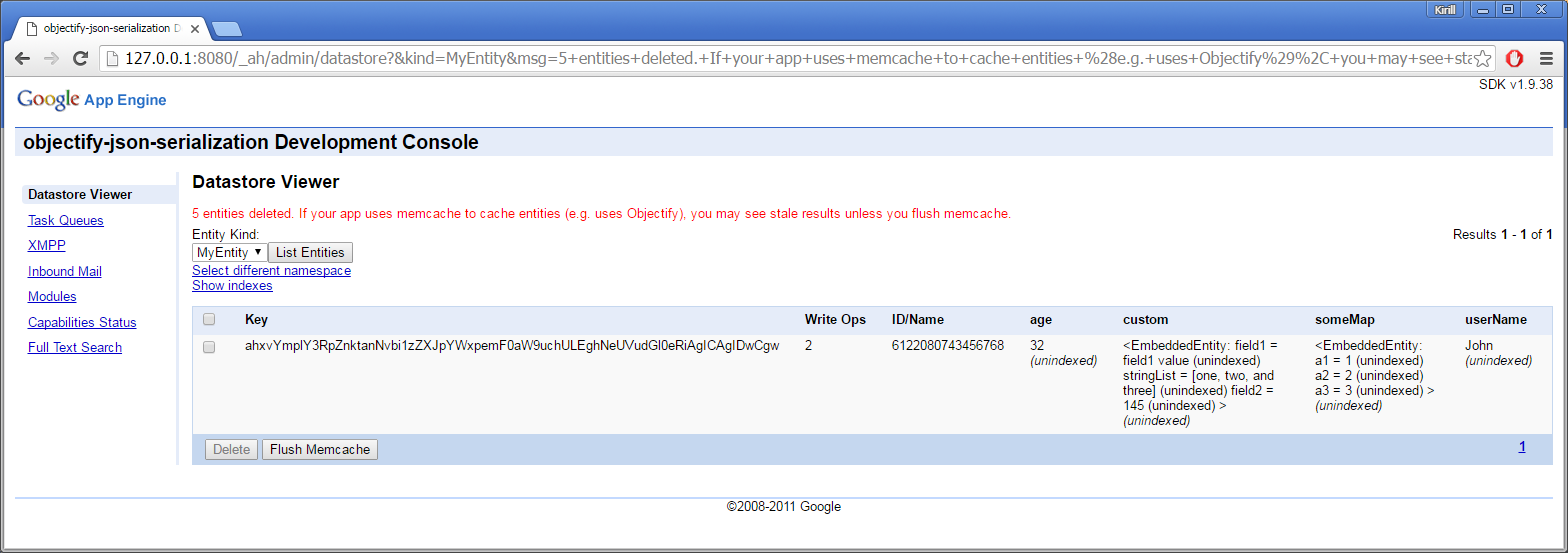 Kirill
objectify-json-serialization D
127.0.0.1:8080/_ah/admin/datastore?&kind=MyEntity&msg=5+entities+deleted.+If+your+app+uses+memcache+to+cache+entities+%28e.g.+uses+Objectify%29%2C+you+may+see+sta
SDK v1.9.38
Google App Engine
objectify-json-serialization Development Console
Datastore Viewer
Task Queues
XMPP
Inbound Mail
Modules
Capabilities Status
Full Text Search
Datastore Viewer
5 entities deleted. If your app uses memcache to cache entities (e.g. uses Objectify), you may see stale results unless you flush memcache.
Entity Kind:
Results 1 - 1 of 1
MyEntity List Entities
Select different namespace
Show indexes
Key Write Ops ID/Name age custom someMap userName
ahxvYmplY3RpZnktanNvbi1zZXJpYWxpemF0aW9uchULEghNeUVudGl0eRiAgICAgIDwCgw 2 6122080743456768 32 <EmbeddedEntity: field1 = <EmbeddedEntity: John
(unindexed) field1 value (unindexed) a1 = 1 (unindexed) (unindexed)
stringList = [one, two, and a2 = 2 (unindexed)
three] (unindexed) field2 = a3 = 3 (unindexed) >
145 (unindexed) > (unindexed)
(unindexed)
Delete Flush Memcache 1
©2008-2011 Google